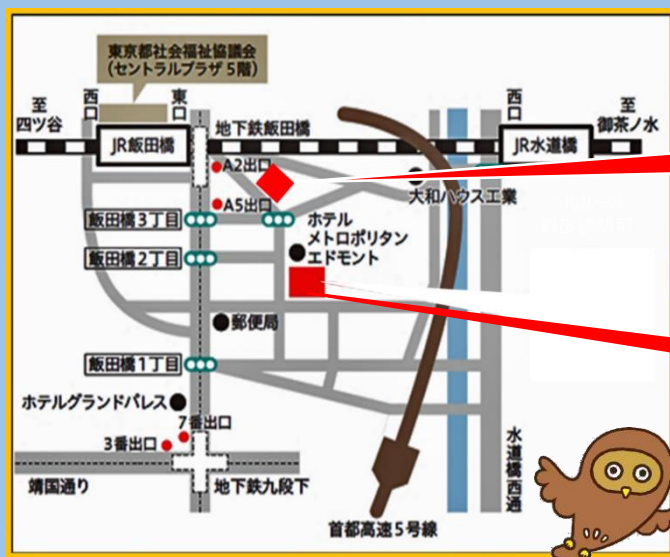 東京都社会福祉協議会
(セントラルプラザ 5階)
至
四ツ谷
西口
東口
地下鉄飯田橋
西口
至
御茶ノ水
JR飯田橋
JR水道橋
A2出口
大和ハウス工業
A5出口
飯田橋3丁目
ホテル
メトロポリタン
エドモント
飯田橋2丁目
郵便局
飯田橋1丁目
ホテルグランドパレス
7番出口
3番出口
水道橋西通
靖国通り
地下鉄九段下
首都高速5号線